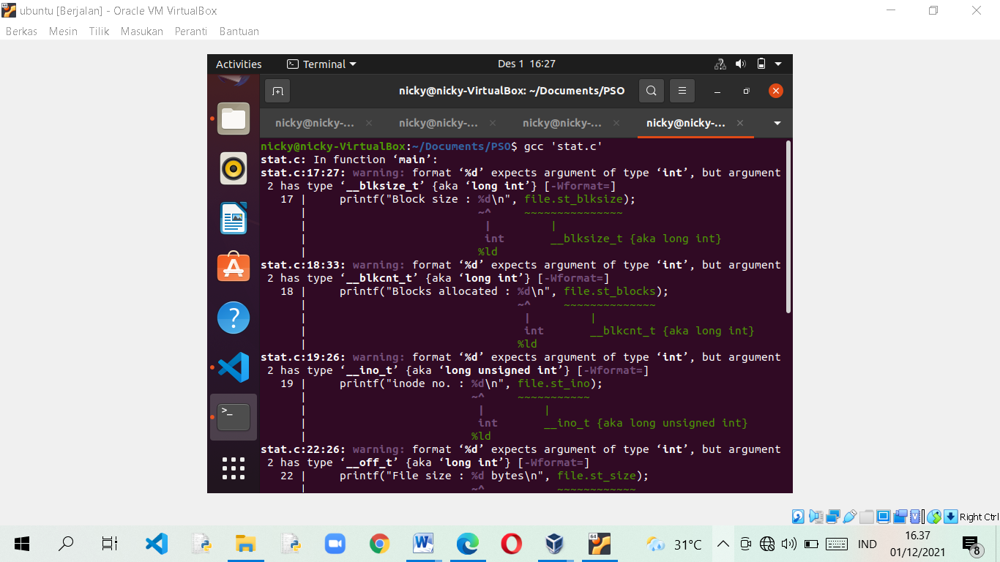 ubuntu [Berjalan] - Oracle VM VirtualBox
Berkas Mesin Tilik Masukan Peranti Bantuan
Activities Terminal Des 1 16:27
nicky@nicky-VirtualBox: ~/Documents/PSO
nicky@nicky-... nicky@nicky-... nicky@nicky-... nicky@nicky-...
nicky@nicky-VirtualBox:~/Documents/PSO$ gcc 'stat.c'
stat.c: In function ‘main’:
stat.c:17:27: warning: format ‘%d’ expects argument of type ‘int’, but argument
2 has type ‘__blksize_t’ {aka ‘long int’} [-Wformat=]
17 | printf("Block size : %d\n", file.st_blksize);
| ~^ ~~~~~~~~~~~~~~~
| | |
| int __blksize_t {aka long int}
| %ld
stat.c:18:33: warning: format ‘%d’ expects argument of type ‘int’, but argument
2 has type ‘__blkcnt_t’ {aka ‘long int’} [-Wformat=]
18 | printf("Blocks allocated : %d\n", file.st_blocks);
| ~^ ~~~~~~~~~~~~~~
| | |
| int __blkcnt_t {aka long int}
| %ld
stat.c:19:26: warning: format ‘%d’ expects argument of type ‘int’, but argument
2 has type ‘__ino_t’ {aka ‘long unsigned int’} [-Wformat=]
19 | printf("inode no. : %d\n", file.st_ino);
| ~^ ~~~~~~~~~~~
| | |
| int __ino_t {aka long unsigned int}
| %ld
stat.c:22:26: warning: format ‘%d’ expects argument of type ‘int’, but argument
2 has type ‘__off_t’ {aka ‘long int’} [-Wformat=]
22 | printf("File size : %d bytes\n", file.st_size);
| ~^ ~~~~~~~~~~~~
Right Ctrl
31°C IND 16.37
01/12/2021
8
64